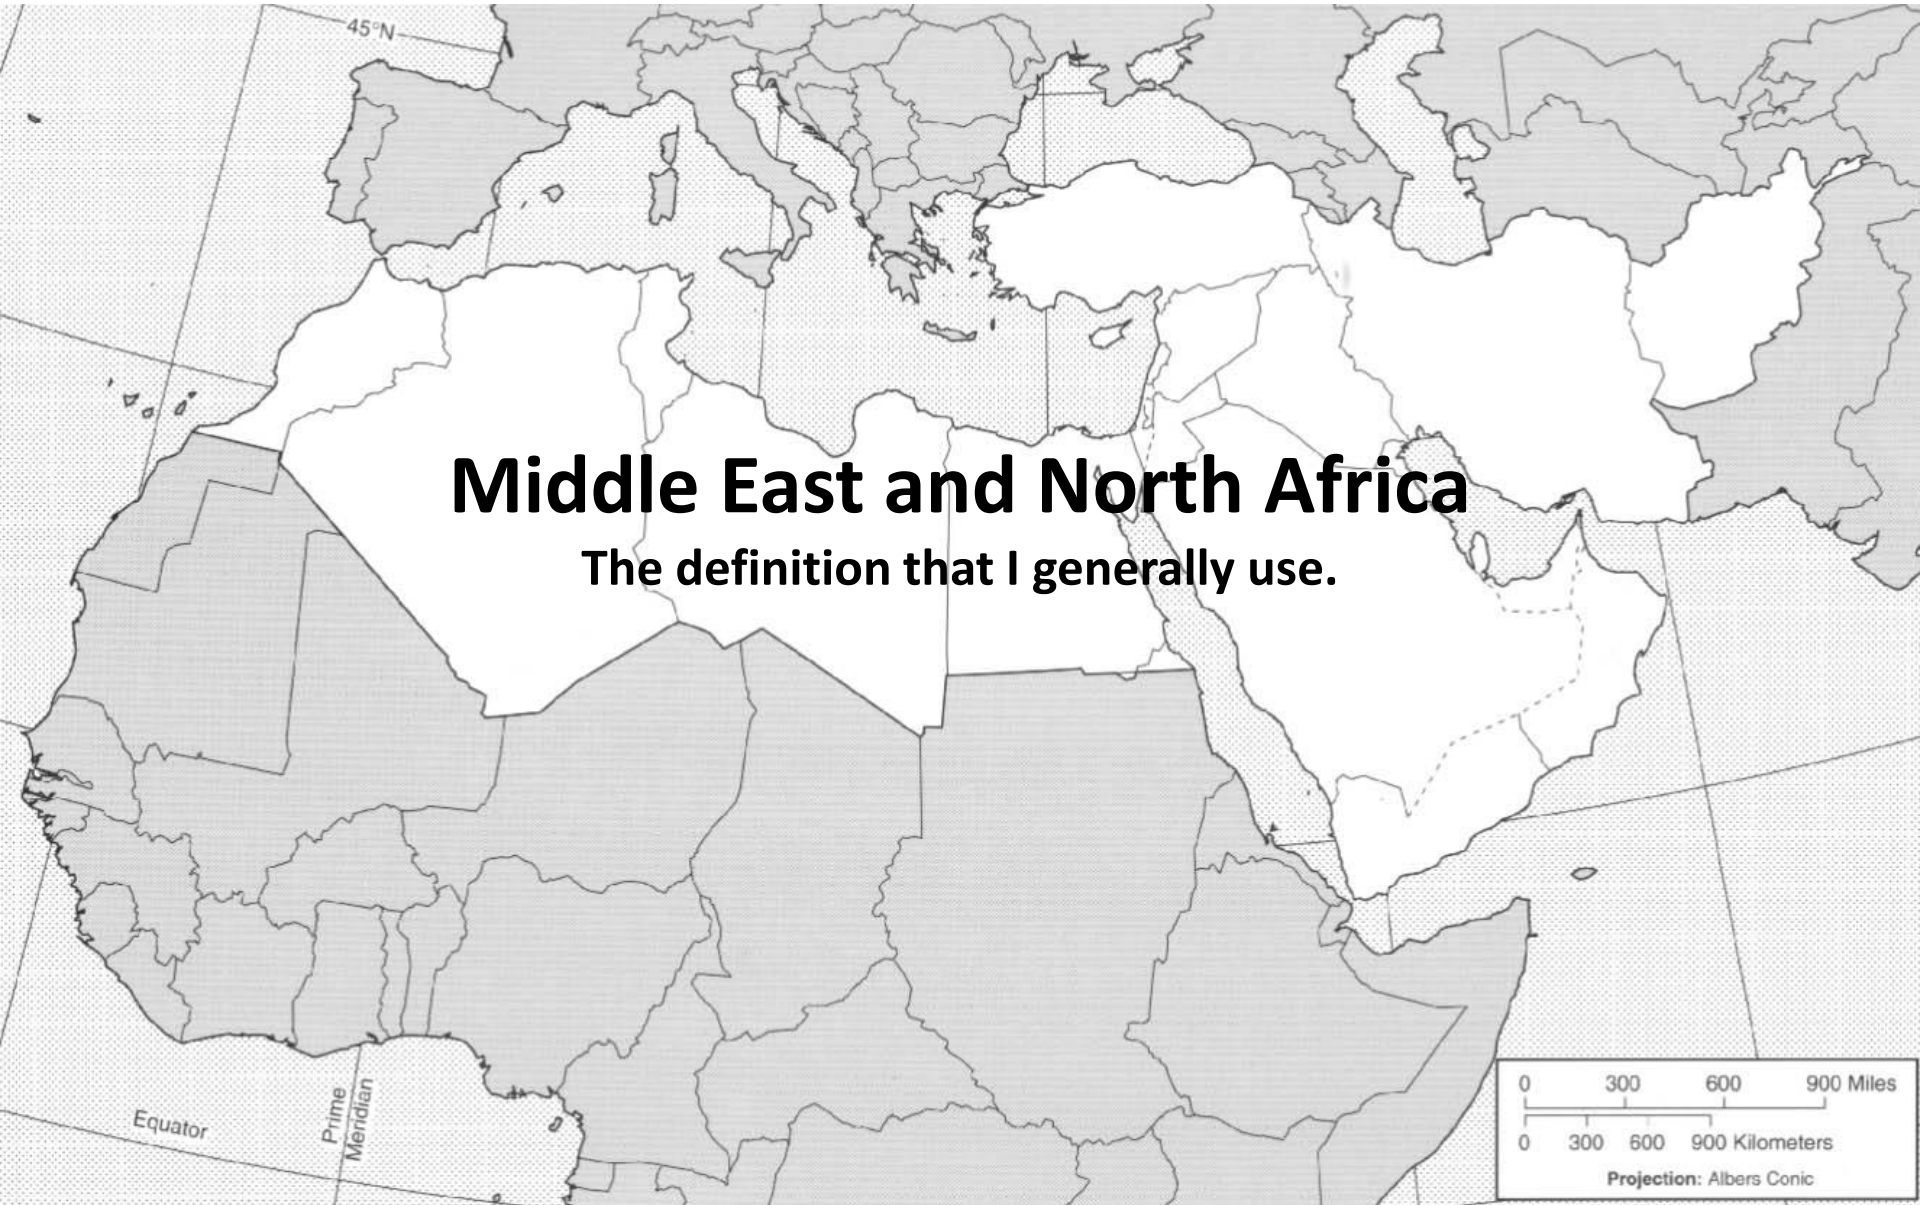 45°N
Middle East and North Africa
The definition that I generally use.
Equator
Prime
Meridian
0 300 600 900 Miles
0 300 600 900 Kilometers
Projection: Albers Conic